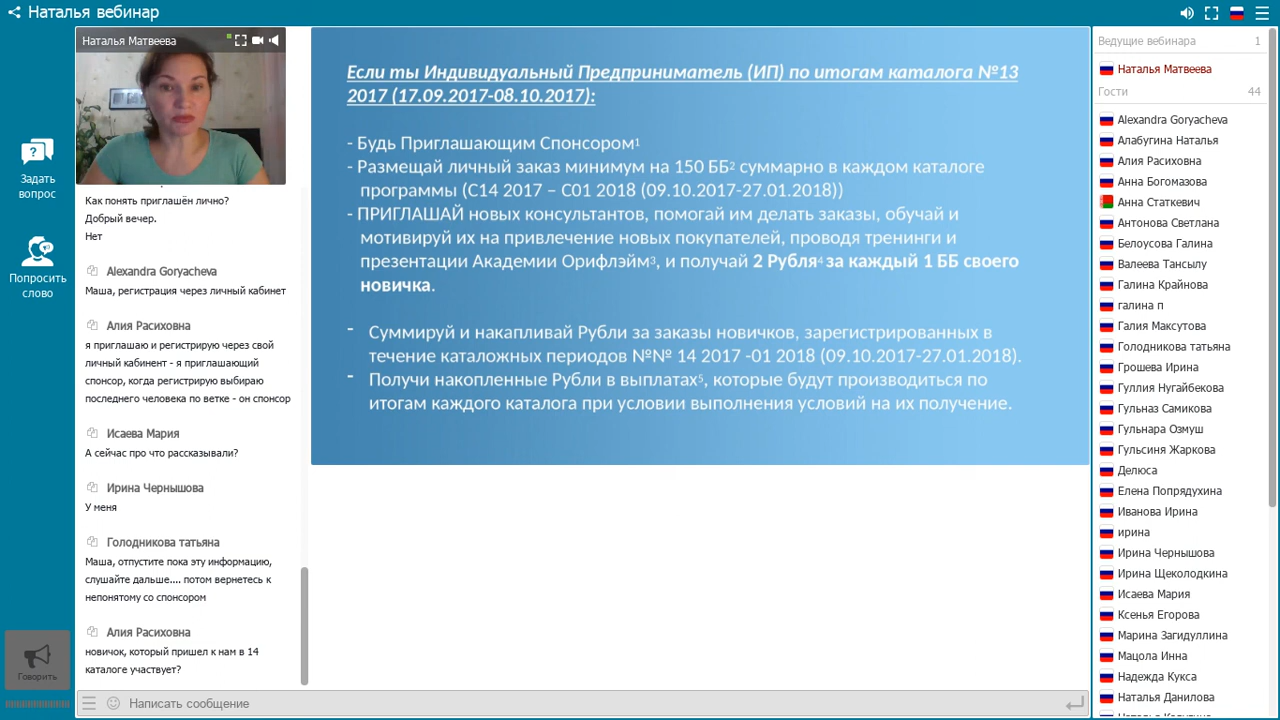 Наталья вебинар
Наталья Матвеева
Задать
вопрос
Попросить
слово
Говорить
Как понять приглашён лично?
Добрый вечер.
Нет
Alexandra Goryacheva
Маша, регистрация через личный кабинет
Алия Расиховна
я приглашаю и регистрирую через свой
личный кабинент - я приглашающий
спонсор, когда регистрирую выбираю
последнего человека по ветке - он спонсор
Исаева Мария
А сейчас про что рассказывали?
Ирина Чернышова
У меня
Голодникова татьяна
Маша, отпустите пока эту информацию,
слушайте дальше.... потом вернетесь к
непонятому со спонсором
Алия Расиховна
новичок, который пришел к нам в 14
каталоге участвует?
Написать сообщение
Если ты Индивидуальный Предприниматель (ИП) по итогам каталога №13
2017 (17.09.2017-08.10.2017):
- Будь Приглашающим Спонсором1
- Размещай личный заказ минимум на 150 ББ2 суммарно в каждом каталоге
программы (С14 2017 – С01 2018 (09.10.2017-27.01.2018))
- ПРИГЛАШАЙ новых консультантов, помогай им делать заказы, обучай и
мотивируй их на привлечение новых покупателей, проводя тренинги и
презентации Академии Орифлэйм3, и получай 2 Рубля4 за каждый 1 ББ своего
новичка.
- Суммируй и накапливай Рубли за заказы новичков, зарегистрированных в
течение каталожных периодов №№ 14 2017 -01 2018 (09.10.2017-27.01.2018).
- Получи накопленные Рубли в выплатах5, которые будут производиться по
итогам каждого каталога при условии выполнения условий на их получение.
Ведущие вебинара 1
Наталья Матвеева
Гости 44
Alexandra Goryacheva
Алабугина Наталья
Алия Расиховна
Анна Богомазова
Анна Статкевич
Антонова Светлана
Белоусова Галина
Валеева Тансылу
Галина Крайнова
галина п
Галия Максутова
Голодникова татьяна
Грошева Ирина
Гуллия Нугайбекова
Гульназ Самикова
Гульнара Озмуш
Гульсиня Жаркова
Делюса
Елена Попрядухина
Иванова Ирина
ирина
Ирина Чернышова
Ирина Щеколодкина
Исаева Мария
Ксенья Егорова
Марина Загидуллина
Мацола Инна
Надежда Кукса
Наталья Данилова